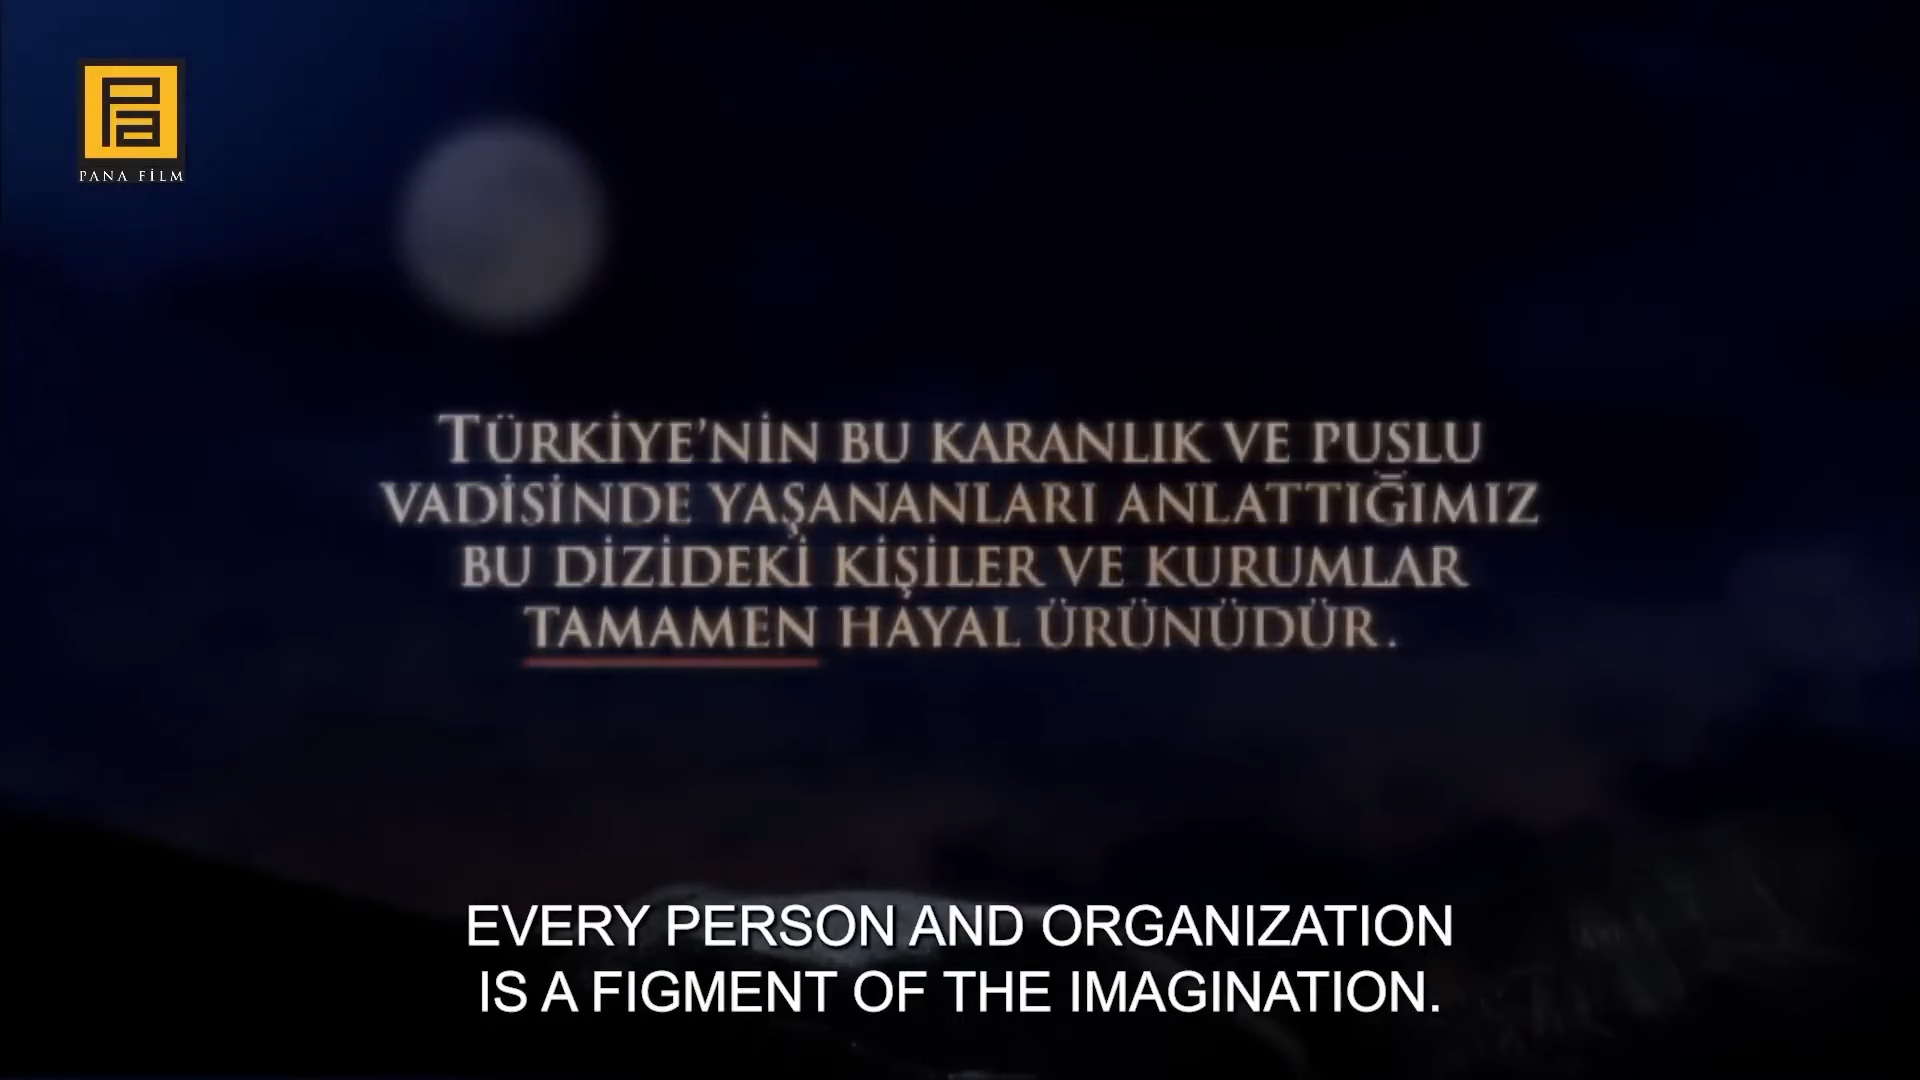 PANA FİLM
TÜRKİYE'NİN BU KARANLIK VE PUSLU
VADİSİNDE YAŞANANLARI ANLATTIĞIMIZ
BU DİZİDEKİ KİŞİLER VE KURUMLAR
TAMAMEN HAYAL ÜRÜNÜDÜR.
EVERY PERSON AND ORGANIZATION
IS A FIGMENT OF THE IMAGINATION.